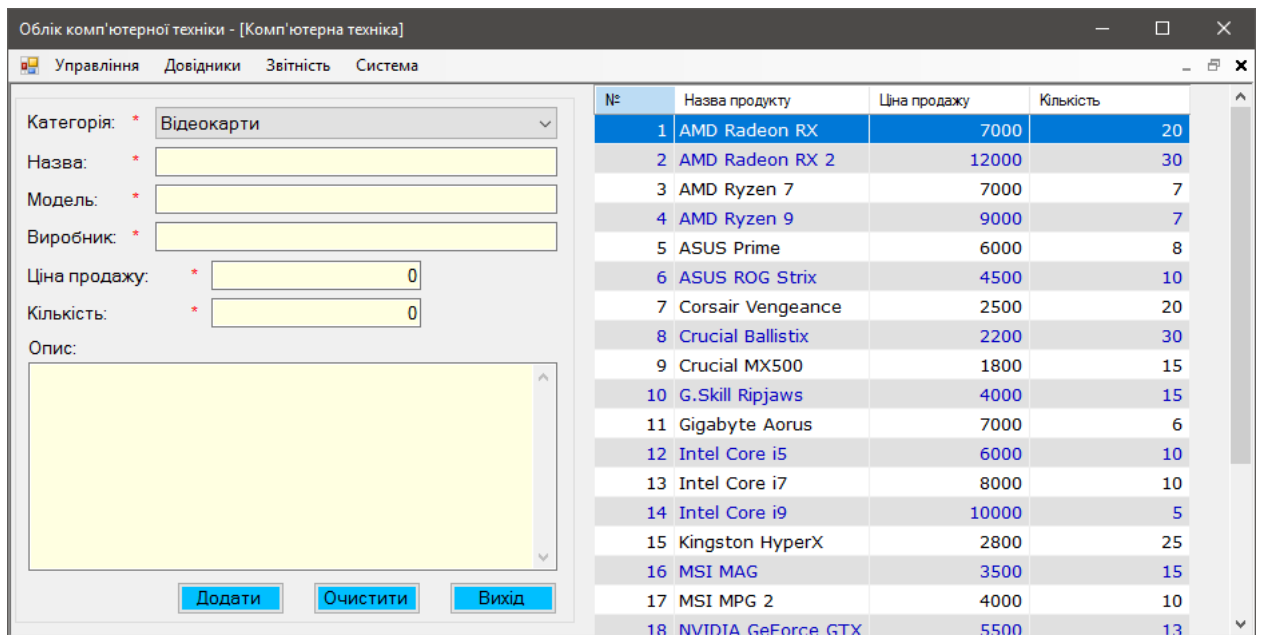 Облік комп'ютерної техніки - [Комп'ютерна техніка]
Управління Довідники Звітність Система
Категорія: * Відеокарти
Назва: *
Модель: *
Виробник: *
Ціна продажу: * 0
Кількість: * 0
Опис:
Додати Очистити Вихід
№ Назва продукту Ціна продажу Кількість
1 AMD Radeon RX 7000 20
2 AMD Radeon RX 2 12000 30
3 AMD Ryzen 7 7000 7
4 AMD Ryzen 9 9000 7
5 ASUS Prime 6000 8
6 ASUS ROG Strix 4500 10
7 Corsair Vengeance 2500 20
8 Crucial Ballistix 2200 30
9 Crucial MX500 1800 15
10 G.Skill Ripjaws 4000 15
11 Gigabyte Aorus 7000 6
12 Intel Core i5 6000 10
13 Intel Core i7 8000 10
14 Intel Core i9 10000 5
15 Kingston HyperX 2800 25
16 MSI MAG 3500 15
17 MSI MPG 2 4000 10
18 NVIDIA GeForce GTX 5500 13